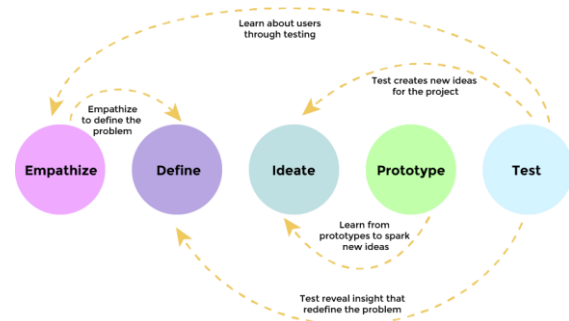 Learn about users
through testing
Test creates new ideas
for the project
Empathize
to define the
problem
Empathize
Define
Ideate
Prototype
Test
Learn from
prototypes to spark
new ideas
Test reveal insight that
redefine the problem